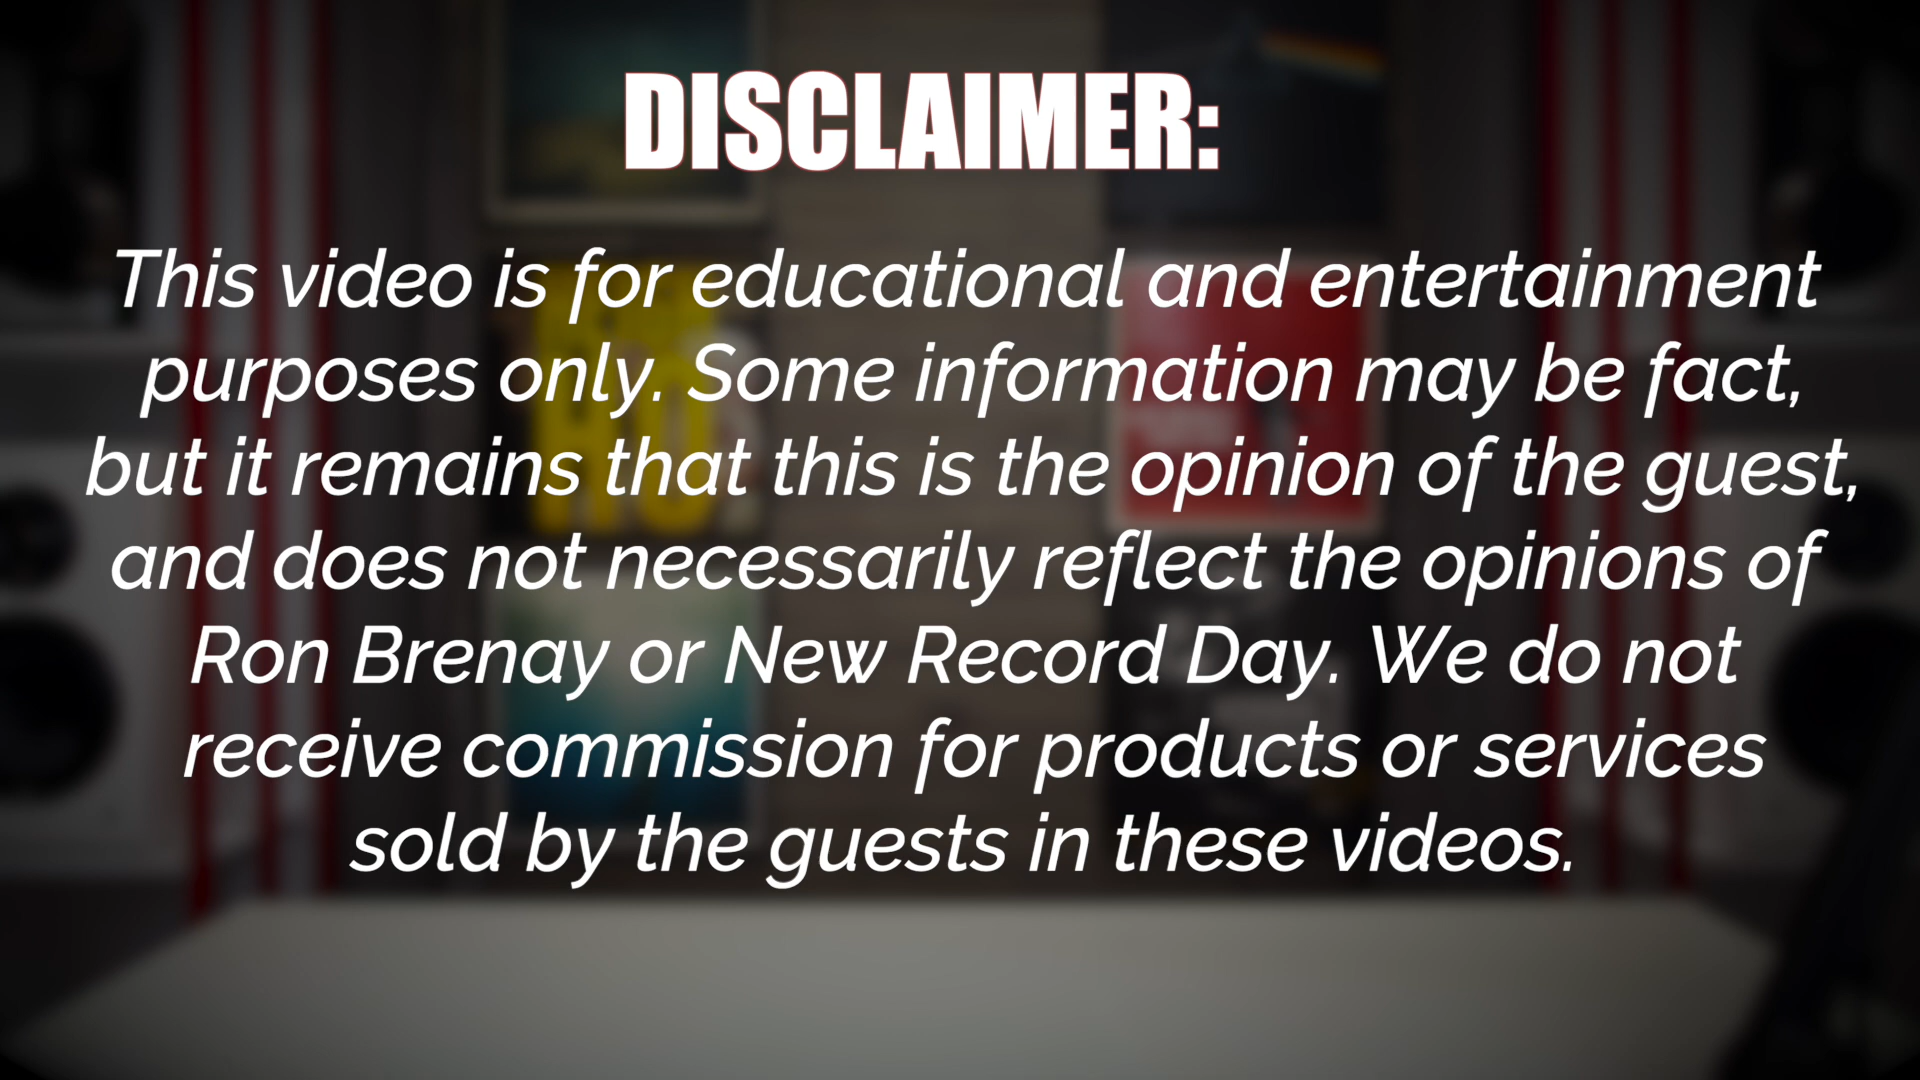 DISCLAIMER:
This video is for educational and entertainment
purposes only. Some information may be fact,
but it remains that this is the opinion of the guest,
and does not necessarily reflect the opinions of
Ron Brenay or New Record Day. We do not
receive commission for products or services
sold by the guests in these videos.